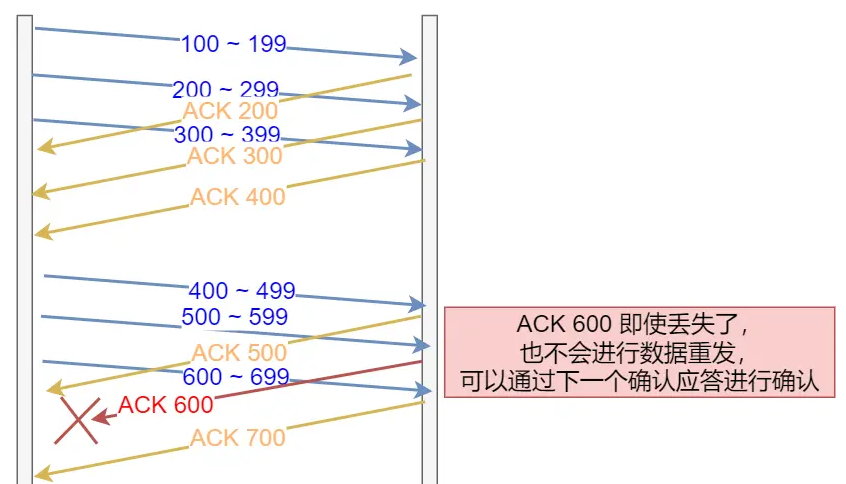 100 ~ 199
200 ~ 299
ACK 200
300 ~ 399
ACK 300
ACK 400
400 ~ 499
500 ~ 599
ACK 500
600 ~ 699
ACK 600
ACK 700
ACK 600 即使丢失了，
也不会进行数据重发，
可以通过下一个确认应答进行确认